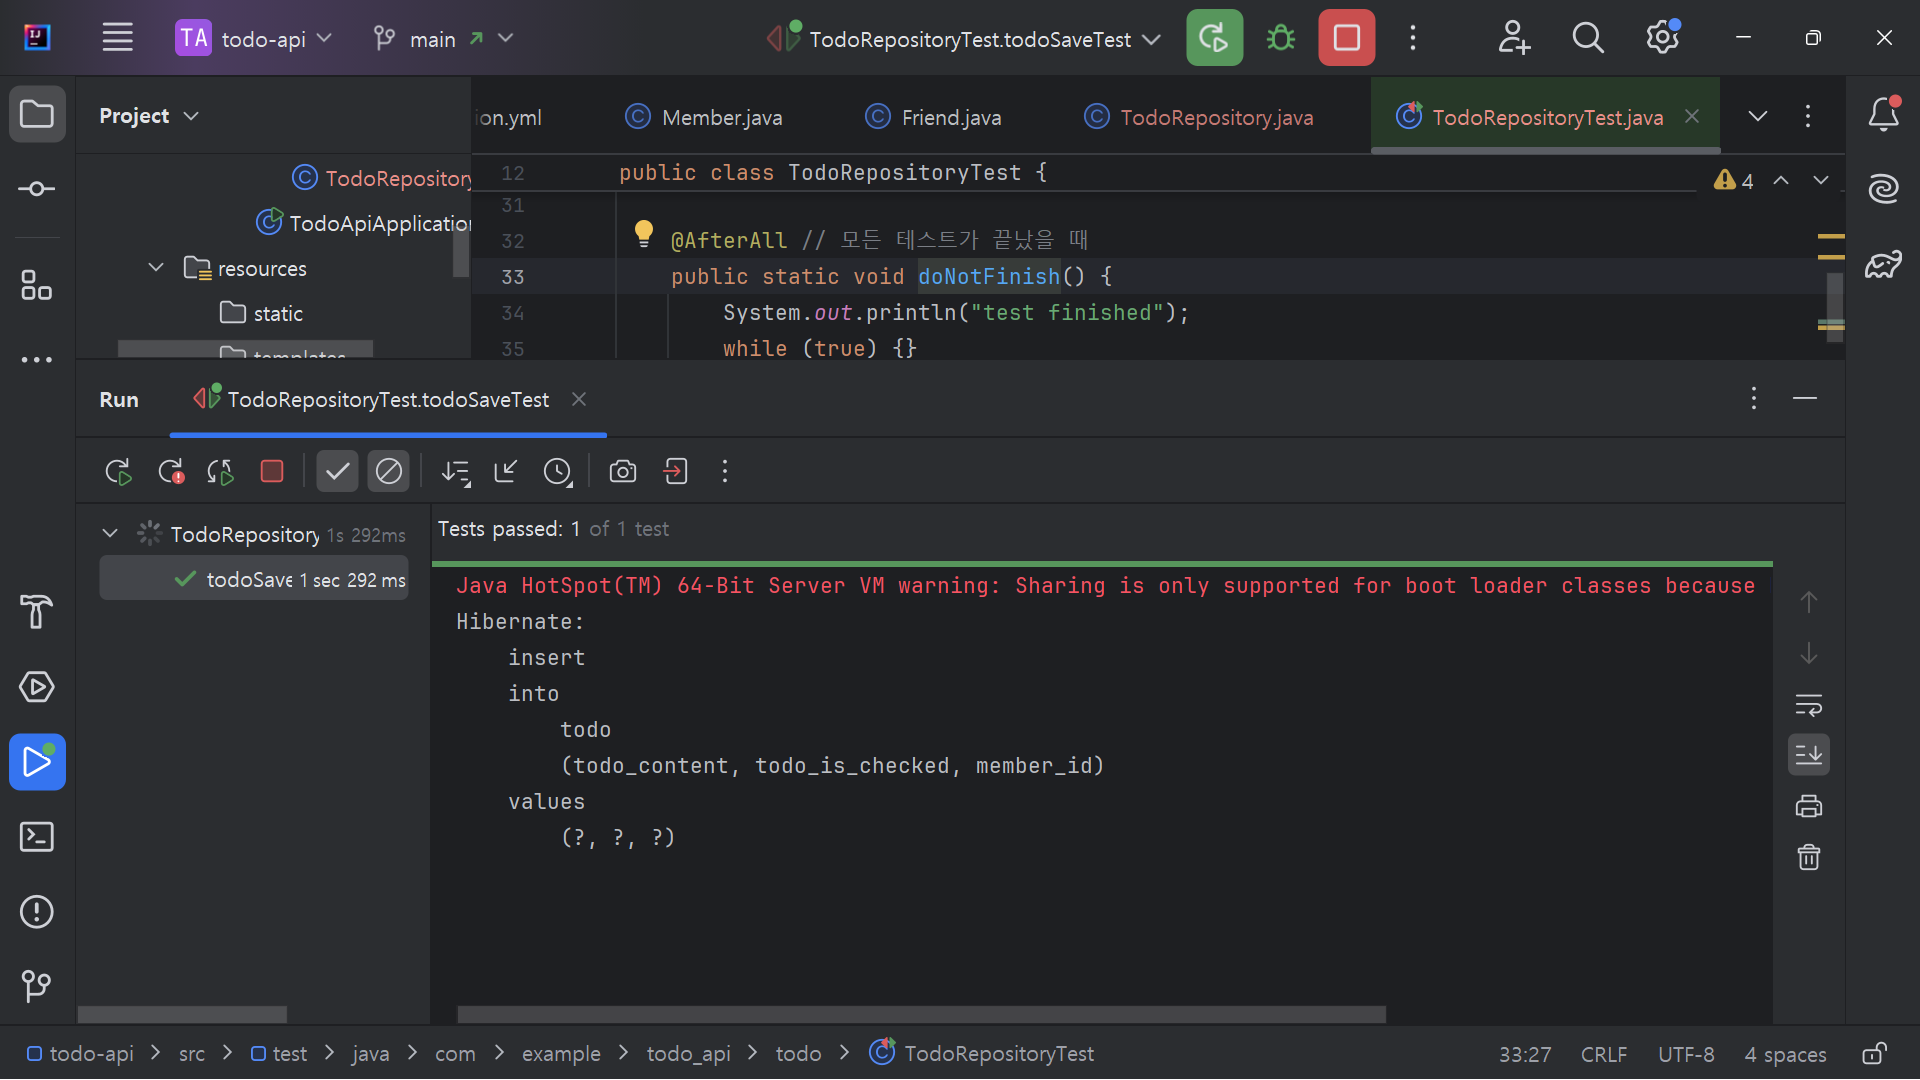 TA todo-api
main
TodoRepositoryTest.todoSaveTest
Project
ion.yml
Member.java
Friend.java
TodoRepository.java
TodoRepositoryTest.java
TodoRepository
TodoApiApplication
resources
static
templates
12 public class TodoRepositoryTest {
4
31
32 @AfterAll // 모든 테스트가 끝났을 때
33 public static void doNotFinish() {
34 System.out.println("test finished");
35 while (true) {}
Run
TodoRepositoryTest.todoSaveTest
TodoRepository 1s 292ms
todoSave 1 sec 292 ms
Tests passed: 1 of 1 test
Java HotSpot(TM) 64-Bit Server VM warning: Sharing is only supported for boot loader classes because
Hibernate:
insert
into
todo
(todo_content, todo_is_checked, member_id)
values
(?, ?, ?)
todo-api > src > test > java > com > example > todo_api > todo > TodoRepositoryTest
33:27 CRLF UTF-8 4 spaces